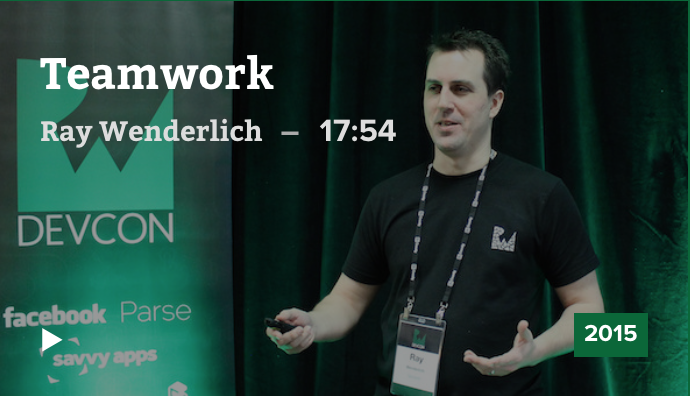 Teamwork
Ray Wenderlich – 17:54
DEVCON
facebook Parse
savvy apps
Ray
2015